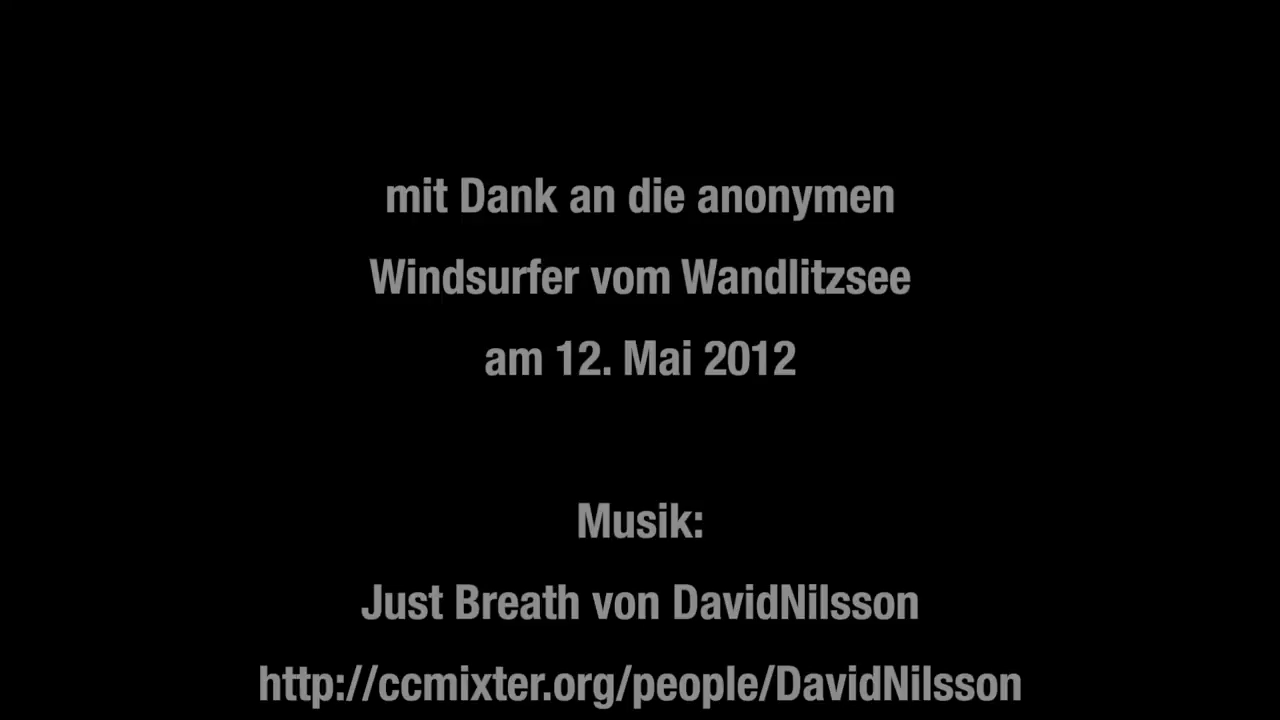 mit Dank an die anonymen
Windsurfer vom Wandlitzsee
am 12. Mai 2012
Musik:
Just Breath von DavidNilsson
http://ccmixter.org/people/DavidNilsson